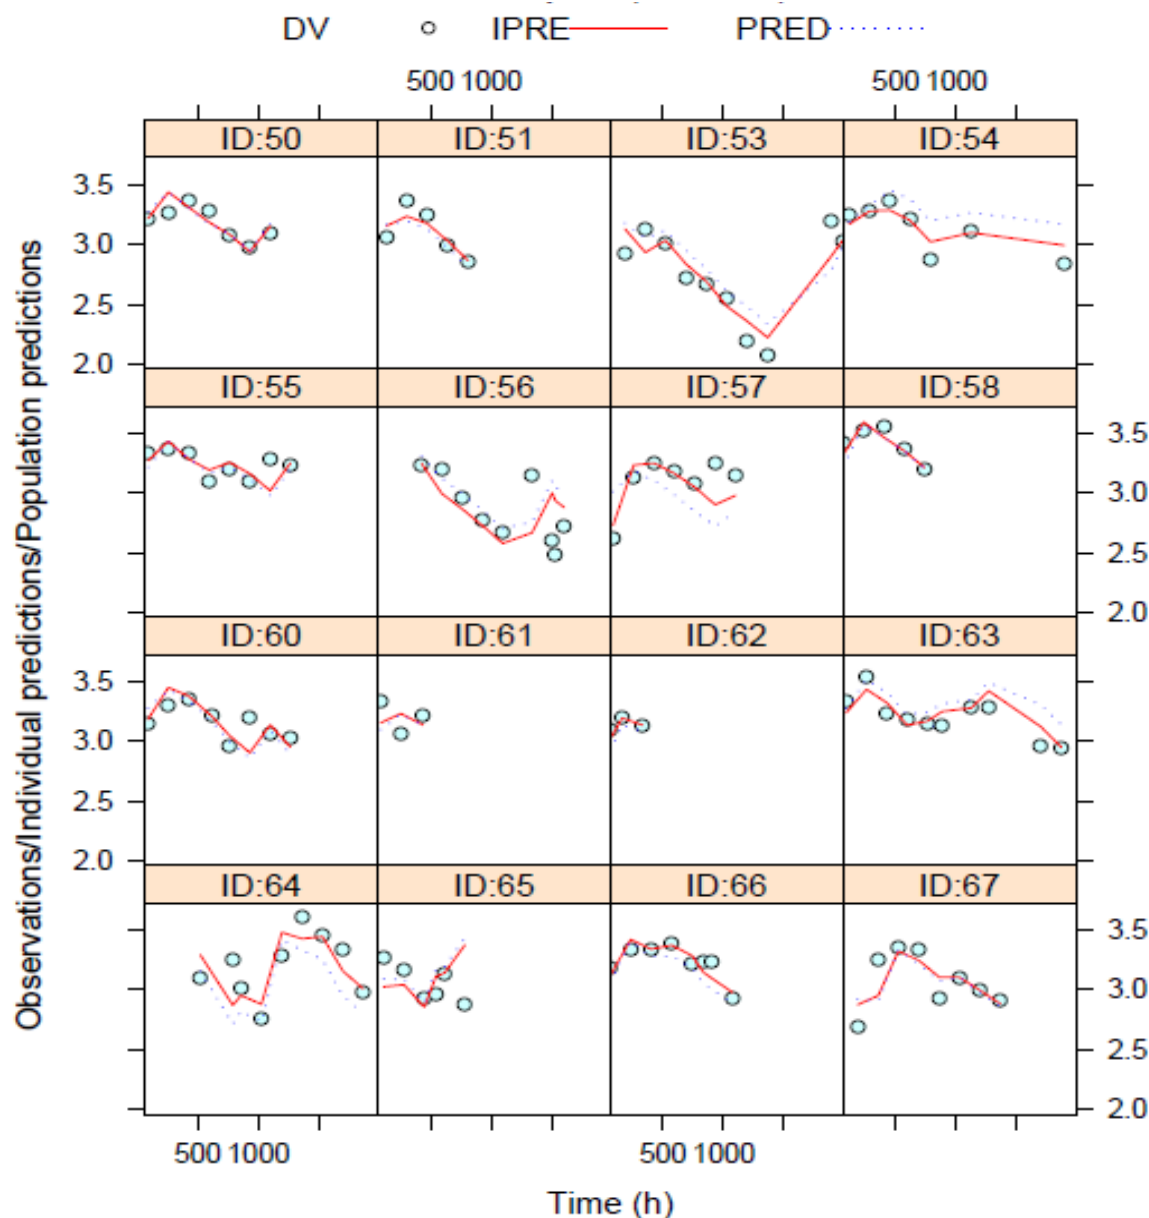 DV IPRE PRED
500 1000 500 1000
ID:50 ID:51 ID:53 ID:54
3.5
3.0
2.5
2.0
ID:55 ID:56 ID:57 ID:58
3.5
3.0
2.5
2.0
ID:60 ID:61 ID:62 ID:63
3.5
3.0
2.5
2.0
ID:64 ID:65 ID:66 ID:67
3.5
3.0
2.5
2.0
500 1000 500 1000
Time (h)
Observations/Individual predictions/Population predictions